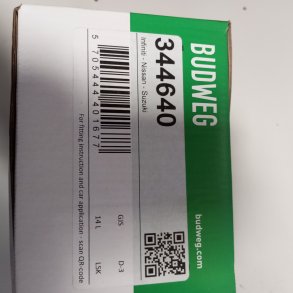 BUDWEG
budweg.com
344640
Infiniti - Nissan - Suzuki
5 705444 401677
GJS D-3
14 L LSK
For fitting instruction and car application - scan QR-code